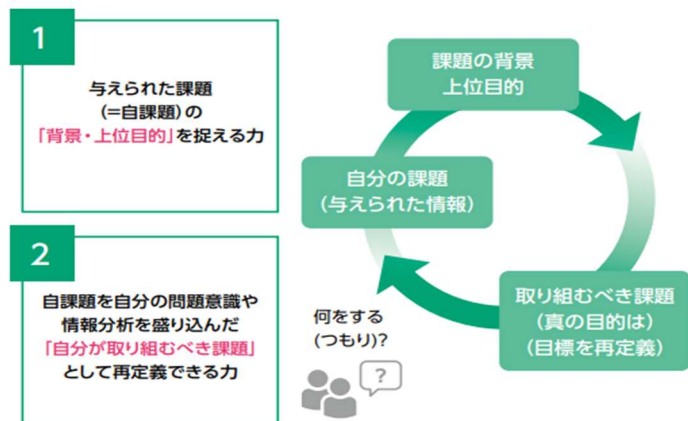 1
与えられた課題
(=自課題)の
「背景・上位目的」を捉える力
2
自課題を自分の問題意識や
情報分析を盛り込んだ
「自分が取り組むべき課題」
として再定義できる力
課題の背景
上位目的
自分の課題
(与えられた情報)
取り組むべき課題
(真の目的は)
(目標を再定義)
何をする
(つもり)?
?